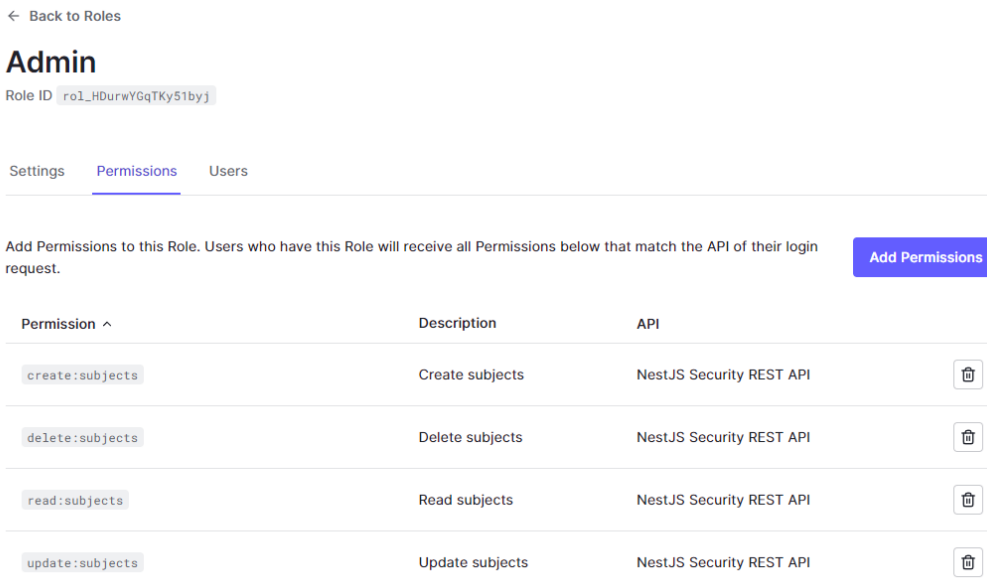 ← Back to Roles
Admin
Role ID rol_HDurwYGqTKy51byj
Settings Permissions Users
Add Permissions to this Role. Users who have this Role will receive all Permissions below that match the API of their login
request.
Add Permissions
Permission Description API
create:subjects Create subjects NestJS Security REST API
delete:subjects Delete subjects NestJS Security REST API
read:subjects Read subjects NestJS Security REST API
update:subjects Update subjects NestJS Security REST API